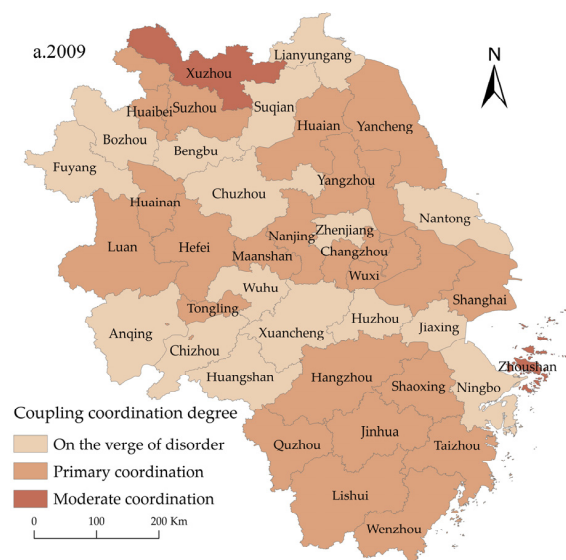 a.2009
Lianyungang
N
Xuzhou
Huaibei
Suzhou
Suqian
Huaian
Yancheng
Bozhou
Bengbu
Fuyang
Chuzhou
Yangzhou
Huainan
Nantong
Zhenjiang
Nanjing
Luan
Hefei
Changzhou
Maanshan
Wuxi
Wuhu
Shanghai
Tongling
Huzhou
Anqing
Xuancheng
Jiaxing
Chizhou
Zhoushan
Huangshan
Hangzhou
Shaoxing
Ningbo
Coupling coordination degree
On the verge of disorder
Jinhua
Quzhou
Taizhou
Primary coordination
Moderate coordination
Lishui
0 100 200 Km
Wenzhou